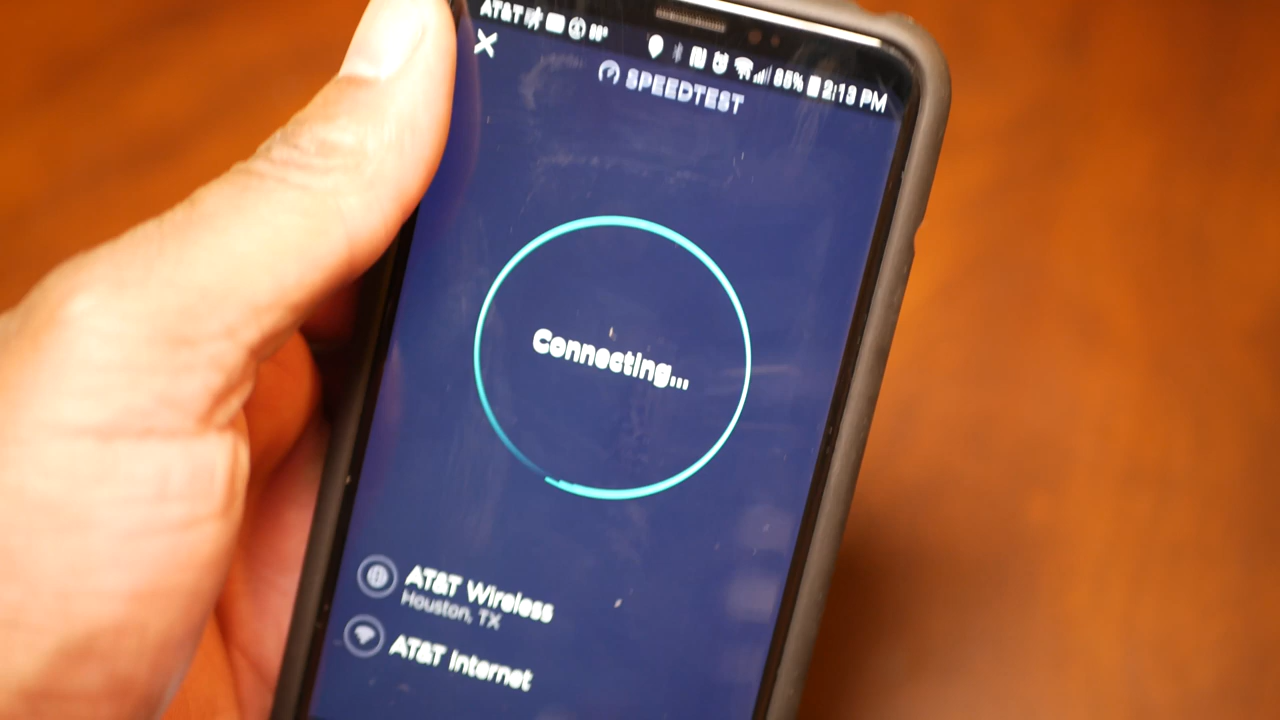 AT&T
85% 2:13 PM
SPEEDTEST
Connecting...
AT&T Wireless
Houston, TX
AT&T Internet